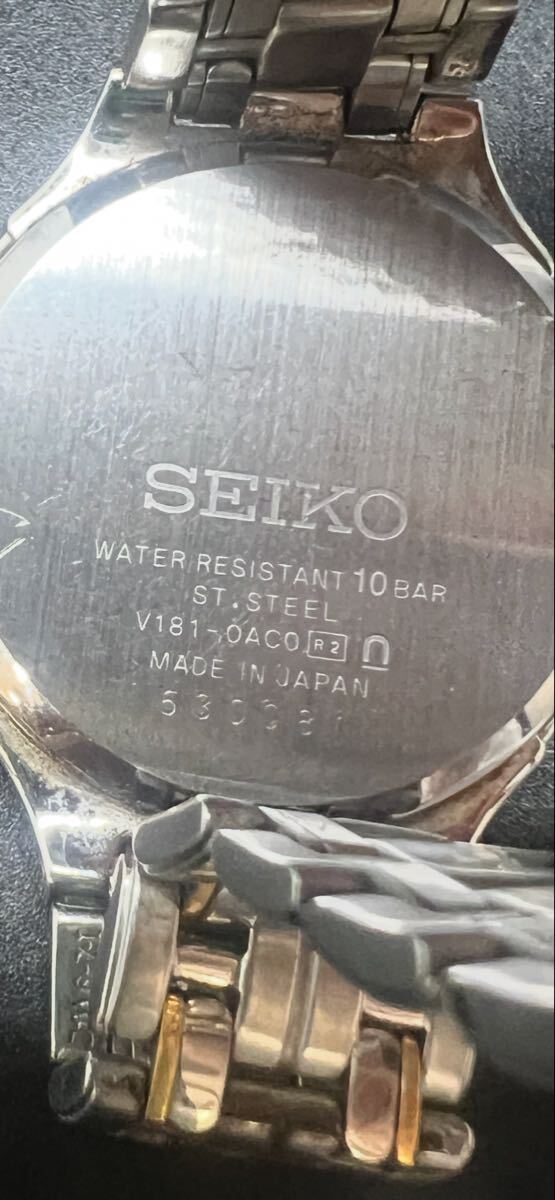 SEIKO
WATER RESISTANT 10 BAR
ST. STEEL
V181-0AC0 R2
MADE IN JAPAN